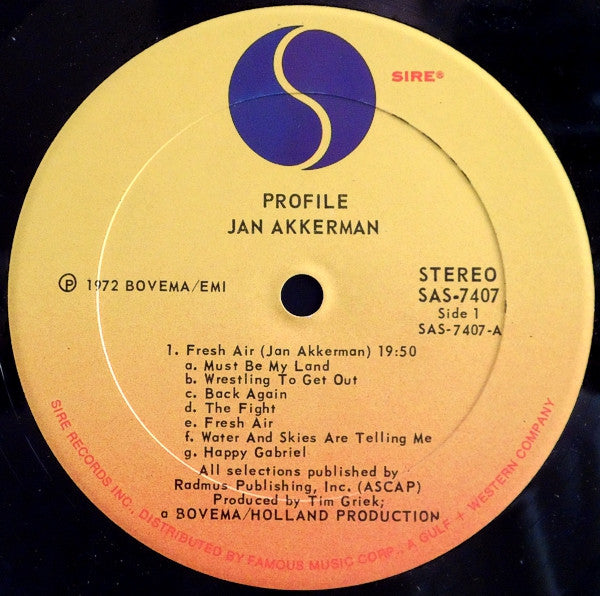 SIRE®
PROFILE
JAN AKKERMAN
Ⓟ 1972 BOVEMA/EMI
STEREO
SAS-7407
Side 1
SAS-7407-A
1. Fresh Air (Jan Akkerman) 19:50
a. Must Be My Land
b. Wrestling To Get Out
c. Back Again
d. The Fight
e. Fresh Air
f. Water And Skies Are Telling Me
g. Happy Gabriel
All selections published by
Radmus Publishing, Inc. (ASCAP)
Produced by Tim Griek;
a BOVEMA/HOLLAND PRODUCTION
SIRE RECORDS INC., DISTRIBUTED BY FAMOUS MUSIC CORP., A GULF + WESTERN COMPANY